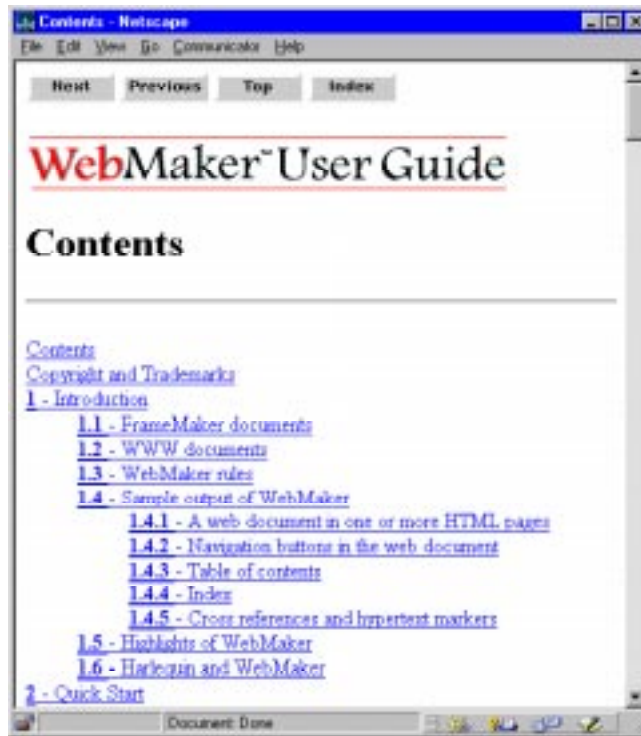 Contents - Netscape
File Edit View Go Communicator Help
Next Previous Top Index
WebMaker™ User Guide
Contents
Contents
Copyright and Trademarks
1 - Introduction
1.1 - FrameMaker documents
1.2 - WWW documents
1.3 - WebMaker rules
1.4 - Sample output of WebMaker
1.4.1 - A web document in one or more HTML pages
1.4.2 - Navigation buttons in the web document
1.4.3 - Table of contents
1.4.4 - Index
1.4.5 - Cross references and hypertext markers
1.5 - Highlights of WebMaker
1.6 - Harlequin and WebMaker
2 - Quick Start
Document: Done